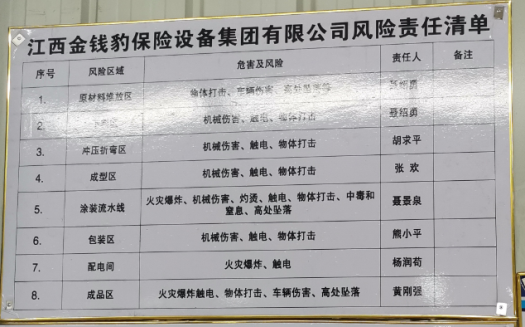 江西金钱豹保险设备集团有限公司风险责任清单
序号 风险区域 危害及风险 责任人 备注
1. 原材料堆放区 物体打击、车辆伤害、高处坠落
2. 机械伤害、触电、物体打击 聂绍勇
3. 冲压折弯区 机械伤害、触电、物体打击 胡求平
4. 成型区 机械伤害、触电、物体打击 张 欢
5. 涂装流水线 火灾爆炸、机械伤害、灼烫、触电、物体打击、中毒和
窒息、高处坠落 聂景泉
6. 包装区 机械伤害、触电、物体打击 熊小平
7. 配电间 火灾爆炸、触电 杨润荀
8. 成品区 火灾爆炸触电、物体打击、车辆伤害、高处坠落 黄刚强